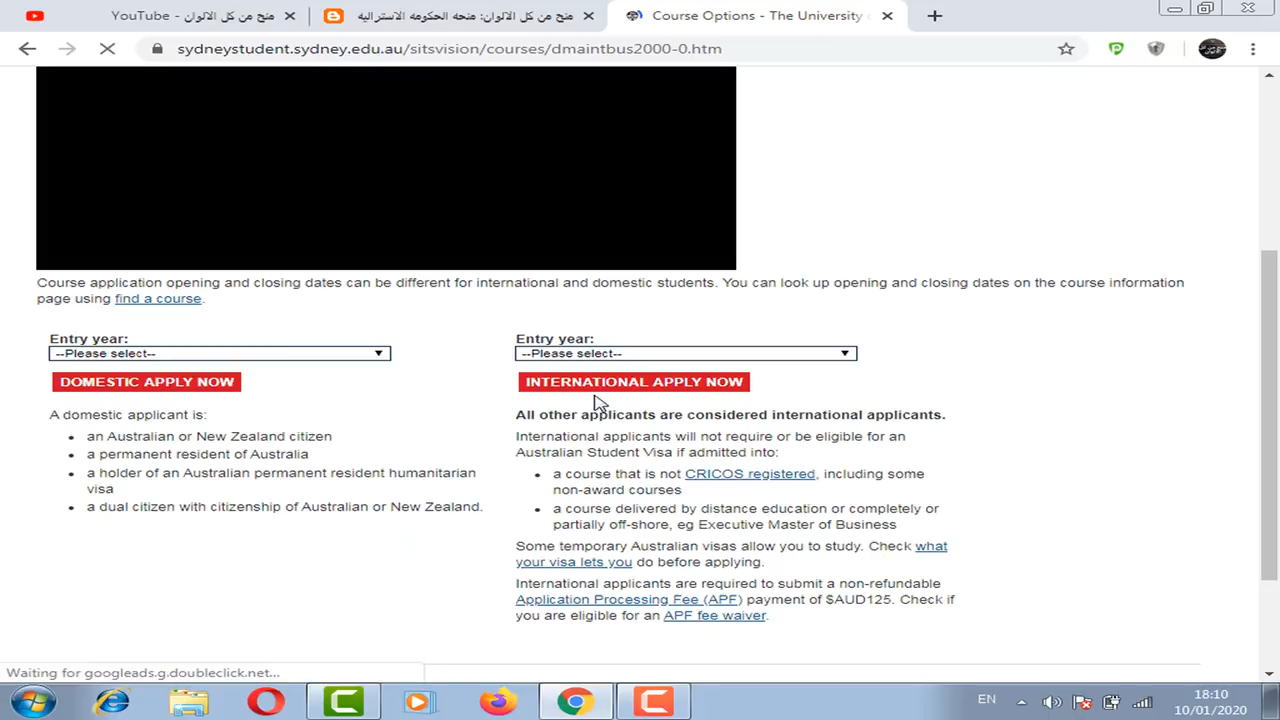 YouTube - منح من كل الالوان
منح من كل الالوان: منحه الحكومه الاستراليه
Course Options - The University
sydneystudent.sydney.edu.au/sitsvision/courses/dmaintbus2000-0.htm
Course application opening and closing dates can be different for international and domestic students. You can look up opening and closing dates on the course information
page using find a course.
Entry year:
--Please select--
DOMESTIC APPLY NOW
A domestic applicant is:
• an Australian or New Zealand citizen
• a permanent resident of Australia
• a holder of an Australian permanent resident humanitarian
visa
• a dual citizen with citizenship of Australian or New Zealand.
Entry year:
--Please select--
INTERNATIONAL APPLY NOW
All other applicants are considered international applicants.
International applicants will not require or be eligible for an
Australian Student Visa if admitted into:
• a course that is not CRICOS registered, including some
non-award courses
• a course delivered by distance education or completely or
partially off-shore, eg Executive Master of Business
Some temporary Australian visas allow you to study. Check what
your visa lets you do before applying.
International applicants are required to submit a non-refundable
Application Processing Fee (APF) payment of $AUD125. Check if
you are eligible for an APF fee waiver.
Waiting for googleads.g.doubleclick.net...
EN
18:10
10/01/2020